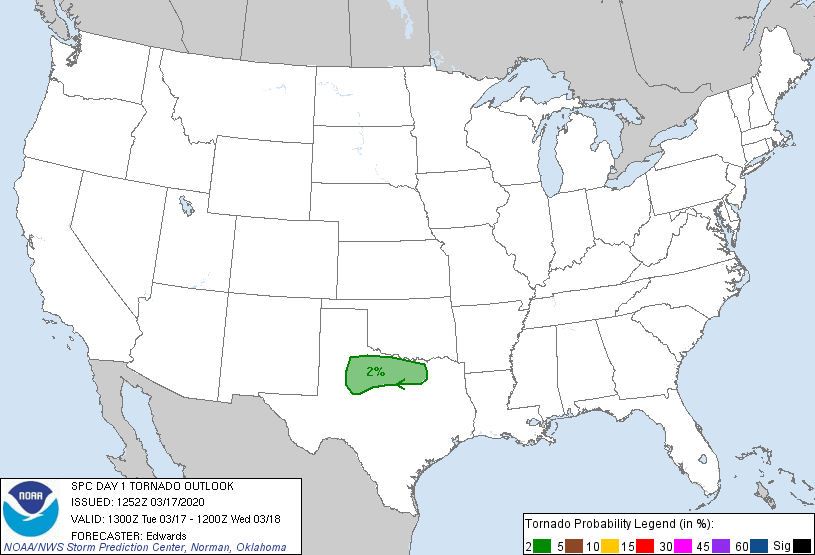 2%
NOAA
SPC DAY 1 TORNADO OUTLOOK
ISSUED: 1252Z 03/17/2020
VALID: 1300Z Tue 03/17 - 1200Z Wed 03/18
FORECASTER: Edwards
NOAA/NWS Storm Prediction Center, Norman, Oklahoma
Tornado Probability Legend (in %):
2 5 10 15 30 45 60 Sig